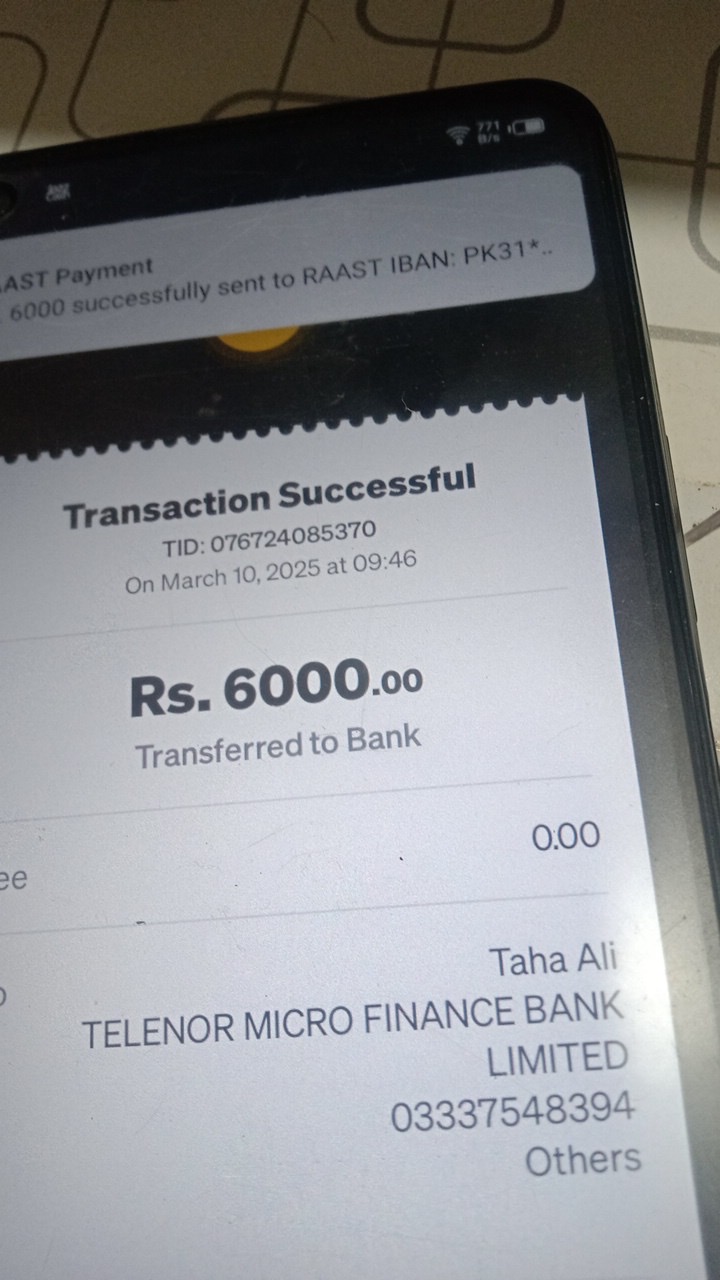 771
B/s
AST Payment
6000 successfully sent to RAAST IBAN: PK31*..
Transaction Successful
TID: 076724085370
On March 10, 2025 at 09:46
Rs. 6000.00
Transferred to Bank
ee
0.00
Taha Ali
TELENOR MICRO FINANCE BANK
LIMITED
03337548394
Others